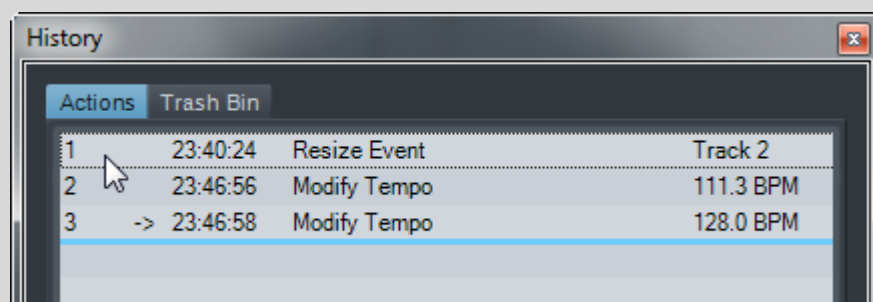 History
Actions Trash Bin
1 23:40:24 Resize Event Track 2
2 23:46:56 Modify Tempo 111.3 BPM
3 -> 23:46:58 Modify Tempo 128.0 BPM